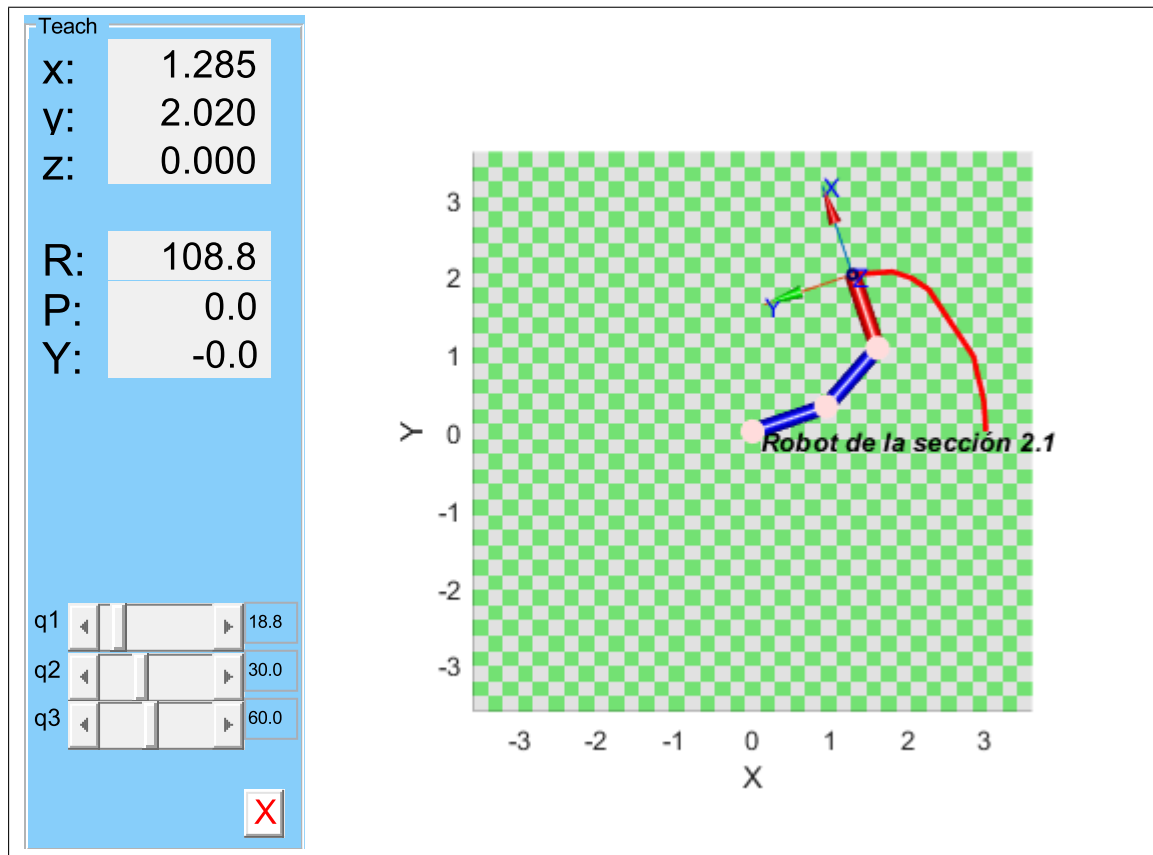 Teach
x: 1.285
y: 2.020
z: 0.000
R: 108.8
P: 0.0
Y: -0.0
q1 18.8
q2 30.0
q3 60.0
X
3
2
1
0
-1
-2
-3
Y
X
Y
Z
Robot de la sección 2.1
-3 -2 -1 0 1 2 3
X